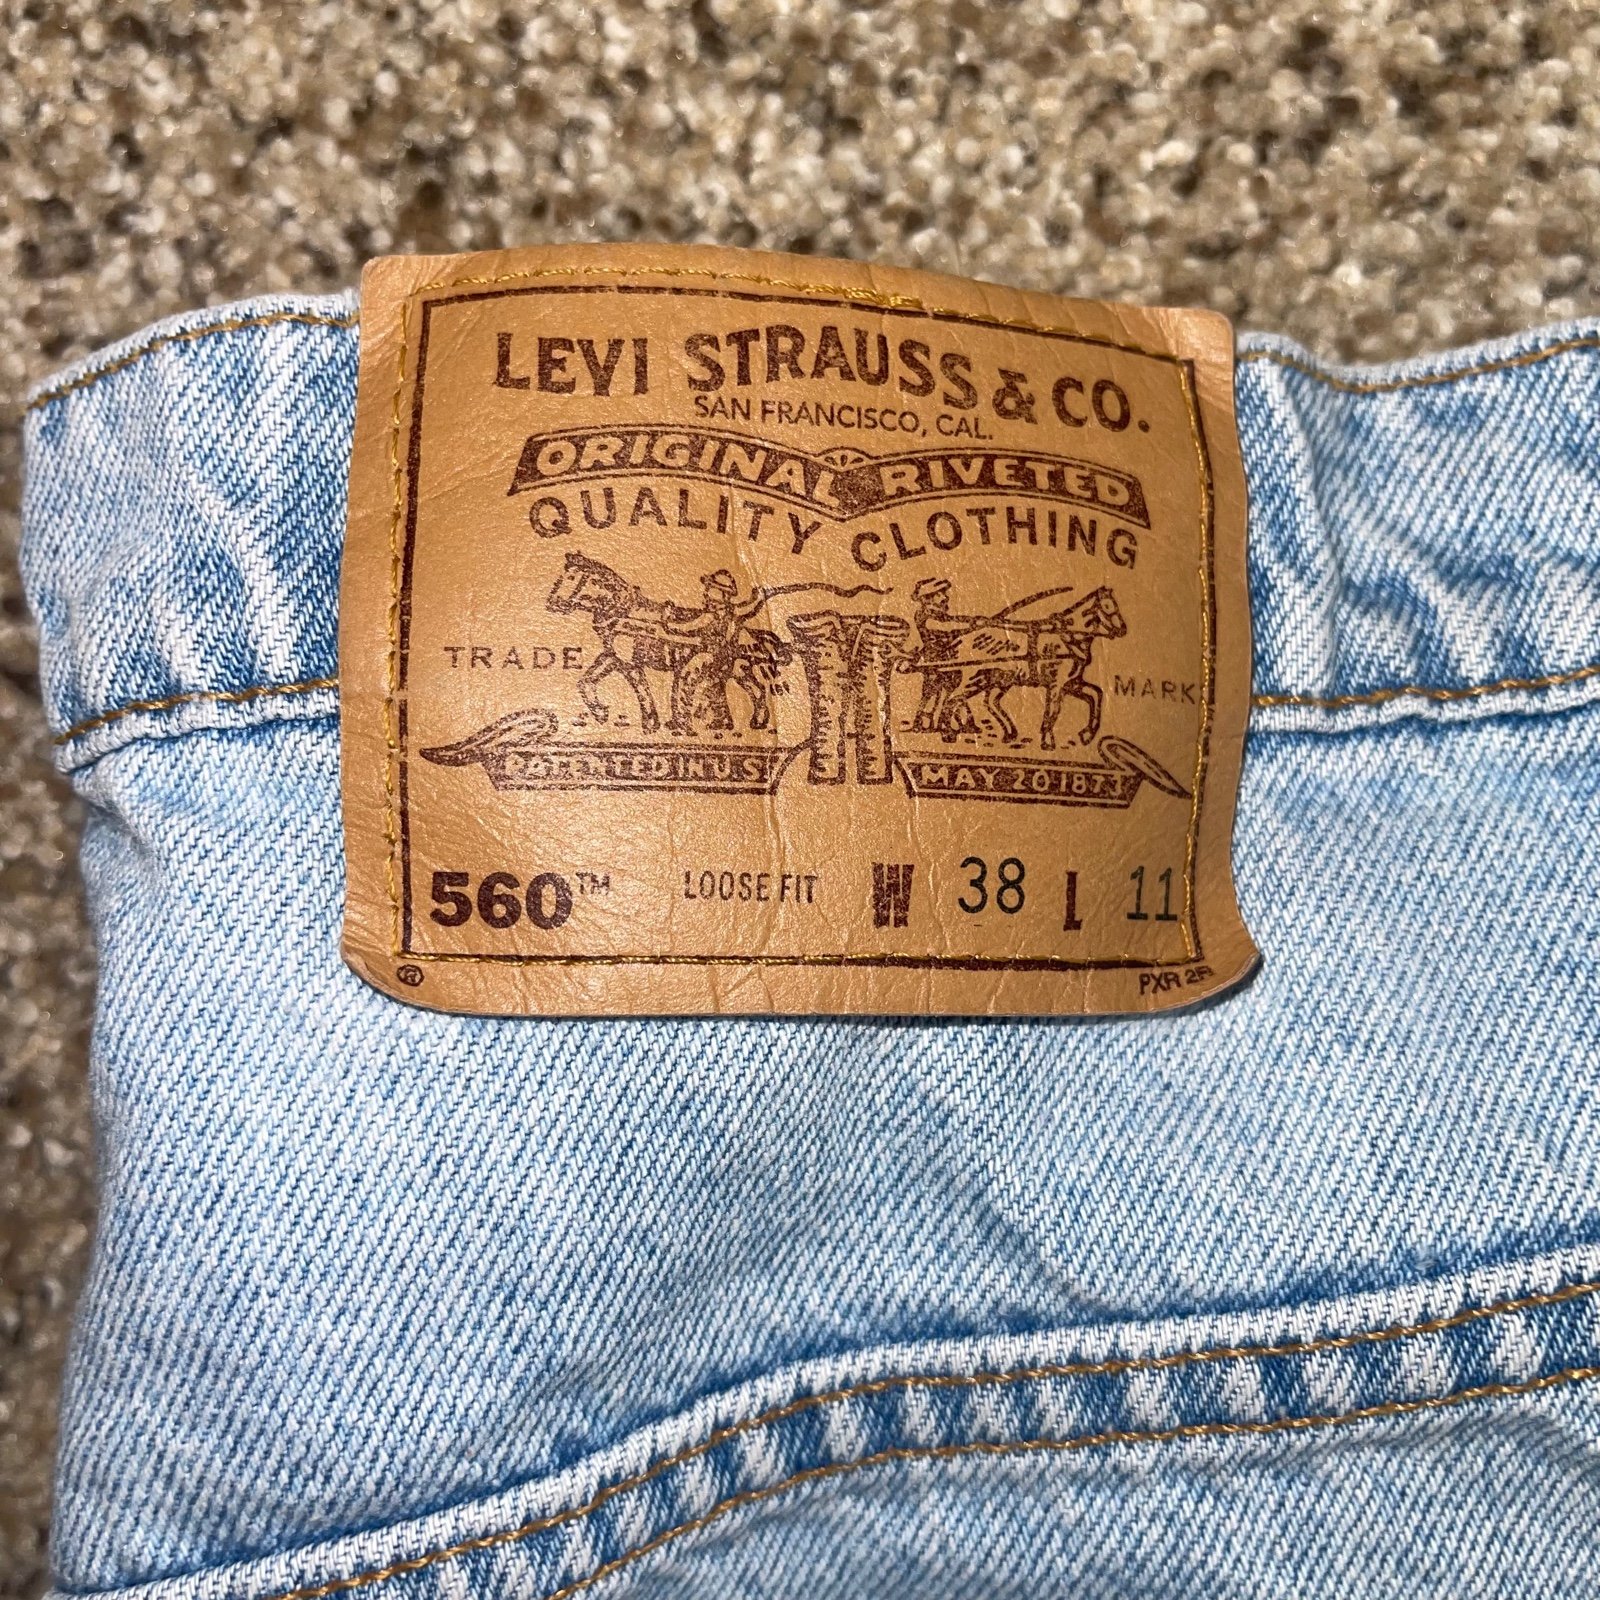 LEVI STRAUSS & CO.
SAN FRANCISCO, CAL.
ORIGINAL RIVETED
QUALITY CLOTHING
TRADE MARK
PATENTED IN U S MAY 20 1873
560™ LOOSE FIT W 38 L 11
® PXR 2R